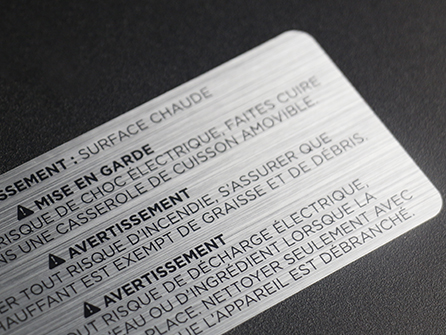 SSEMENT : SURFACE CHAUDE
⚠ MISE EN GARDE
RISQUE DE CHOC ÉLECTRIQUE, FAITES CUIRE
NS UNE CASSEROLE DE CUISSON AMOVIBLE.
⚠ AVERTISSEMENT
ER TOUT RISQUE D'INCENDIE, S'ASSURER QUE
HAUFFANT EST EXEMPT DE GRAISSE ET DE DÉBRIS.
⚠ AVERTISSEMENT
OUT RISQUE DE DÉCHARGE ÉLECTRIQUE,
EAU OU D'INGRÉDIENT LORSQUE LA
PLACE, NETTOYER SEULEMENT AVEC
QUE L'APPAREIL EST DÉBRANCHÉ.